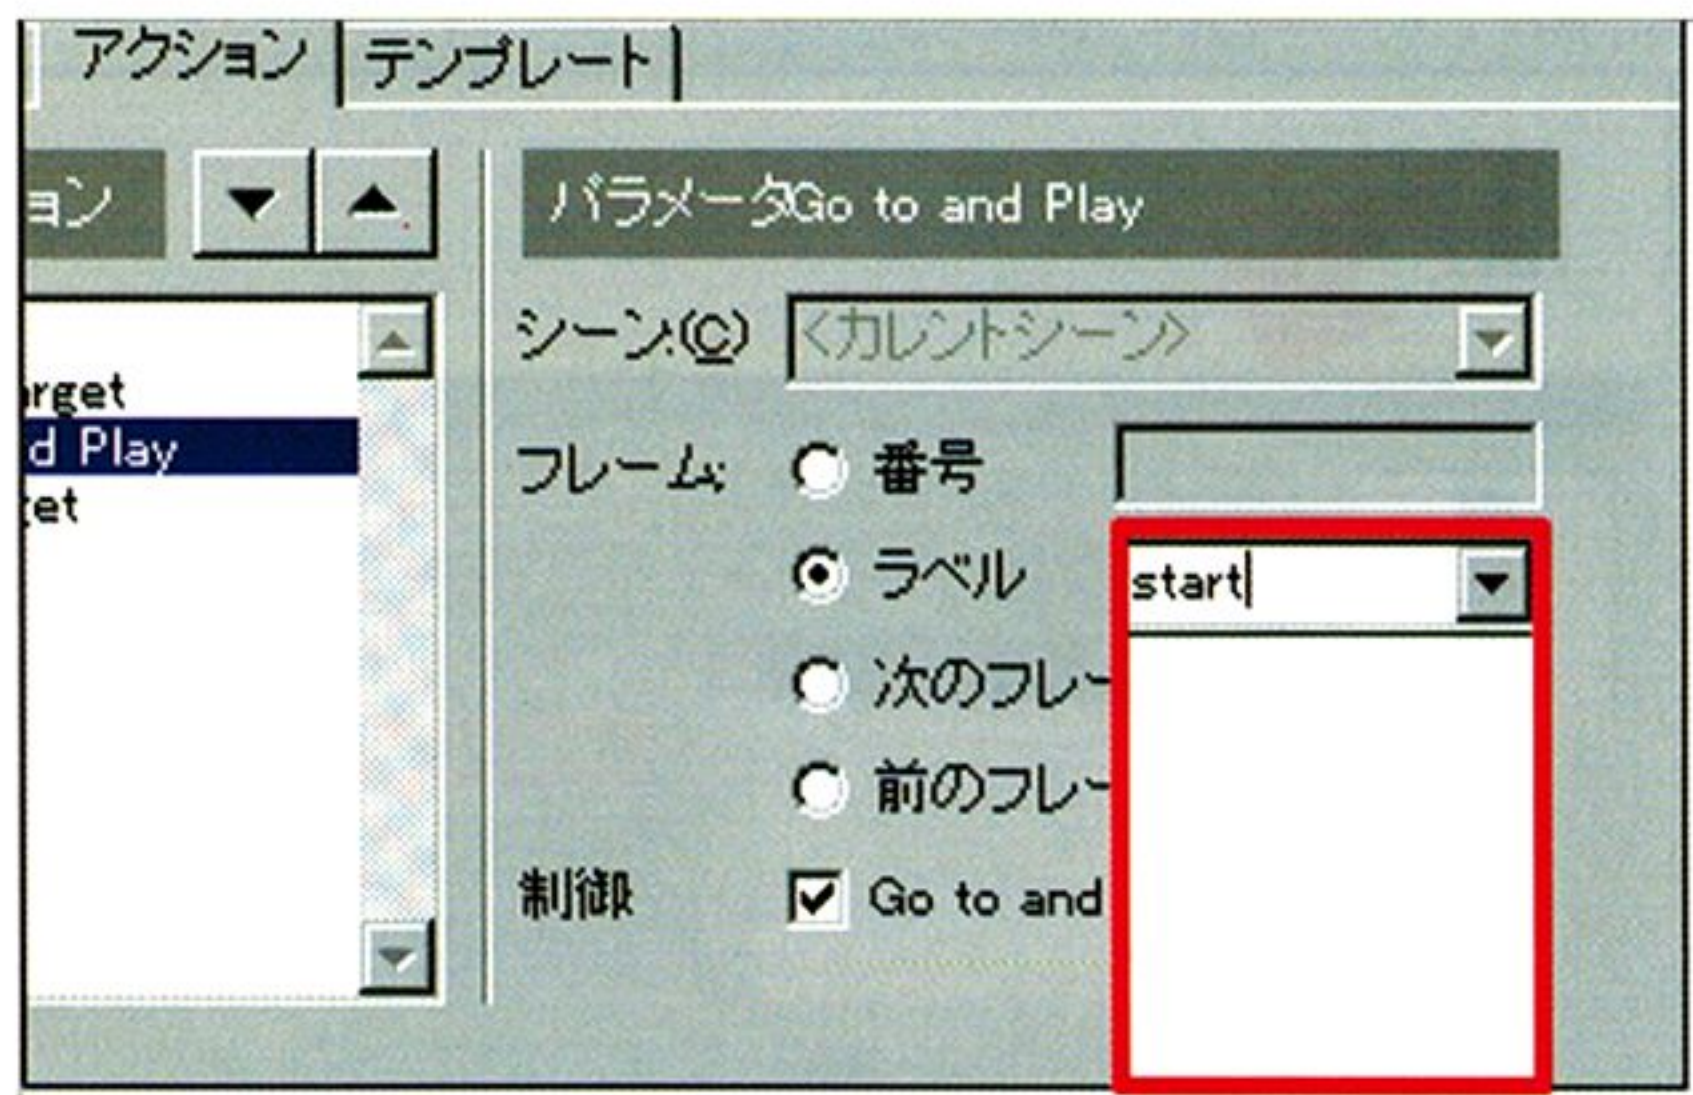 アクション テンプレート
ョン パラメータ Go to and Play
シーン:(C) <カレントシーン>
rget
d Play
フレーム: 番号
et
ラベル start
次のフレー
前のフレー
制御 Go to and